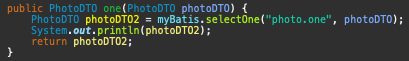 public PhotoDTO one(PhotoDTO photoDTO) {
PhotoDTO photoDTO2 = myBatis.selectOne("photo.one", photoDTO);
System.out.println(photoDTO2);
return photoDTO2;
}